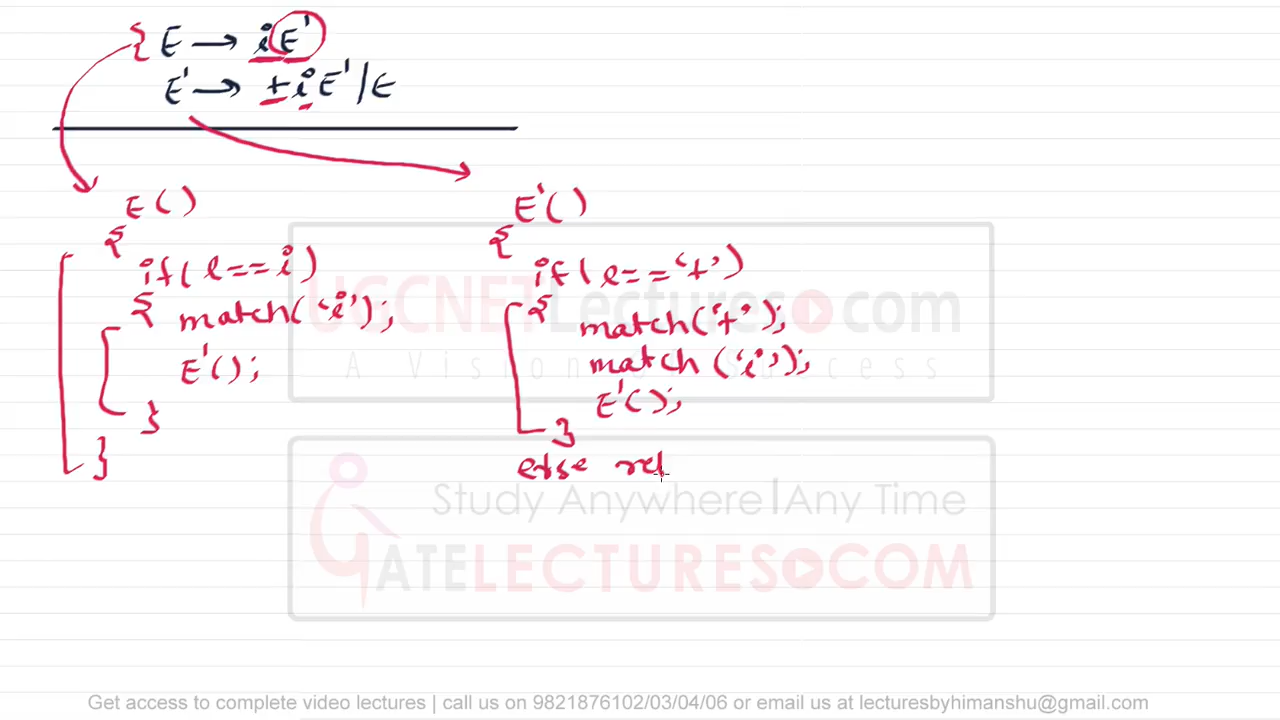 { E → iE'
E' → +iE'/ε
E()
{
if(l==i)
{ match('i');
E'();
}
}
E'()
{
if(l=='+')
{ match('+');
match('i');
E'();
}
else ret
UGCNETLectures.com
A Vision Success
Study Anywhere|Any Time
GATELECTURES.COM
Get access to complete video lectures | call us on 9821876102/03/04/06 or email us at lecturesbyhimanshu@gmail.com